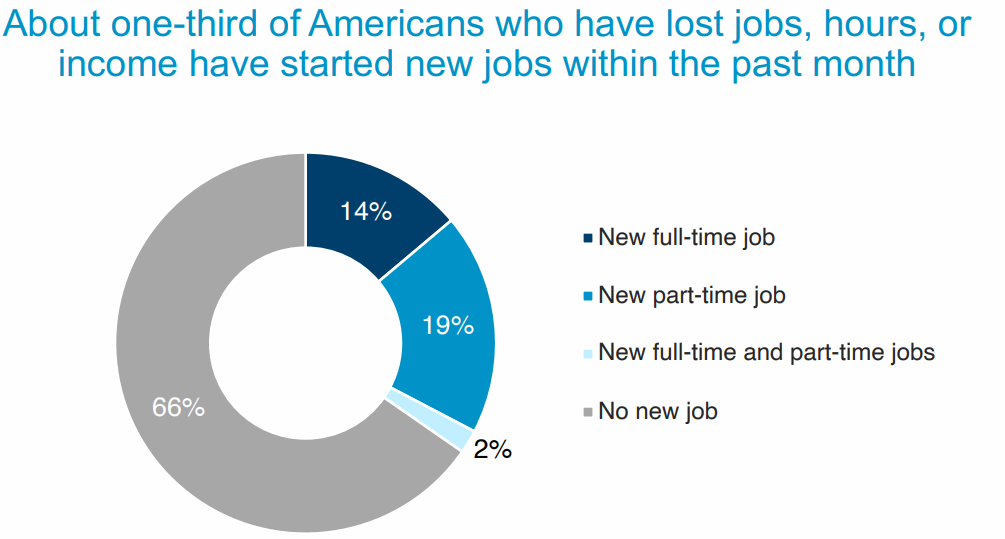 About one-third of Americans who have lost jobs, hours, or
income have started new jobs within the past month
14%
19%
2%
66%
New full-time job
New part-time job
New full-time and part-time jobs
No new job